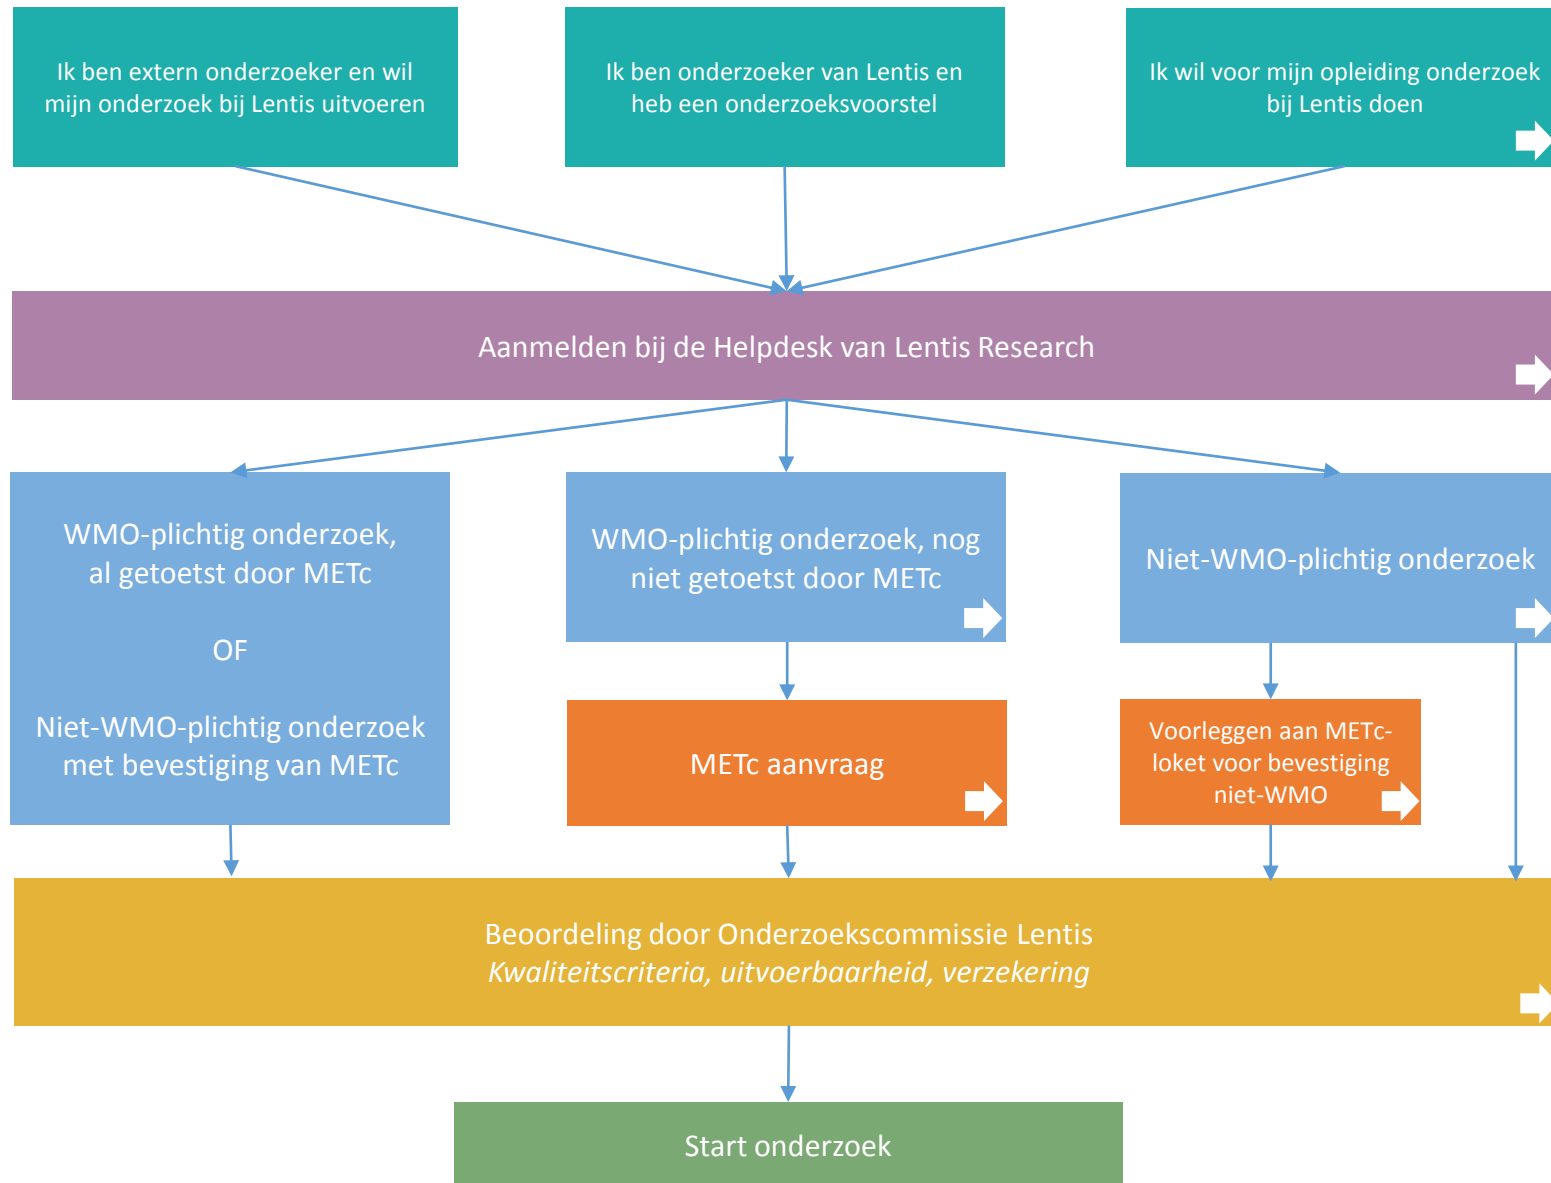 Ik ben extern onderzoeker en wil
mijn onderzoek bij Lentis uitvoeren
Ik ben onderzoeker van Lentis en
heb een onderzoeksvoorstel
Ik wil voor mijn opleiding onderzoek
bij Lentis doen
Aanmelden bij de Helpdesk van Lentis Research
WMO-plichtig onderzoek,
al getoetst door METc
OF
Niet-WMO-plichtig onderzoek
met bevestiging van METc
WMO-plichtig onderzoek, nog
niet getoetst door METc
Niet-WMO-plichtig onderzoek
METc aanvraag
Voorleggen aan METc-
loket voor bevestiging
niet-WMO
Beoordeling door Onderzoekscommissie Lentis
Kwaliteitscriteria, uitvoerbaarheid, verzekering
Start onderzoek